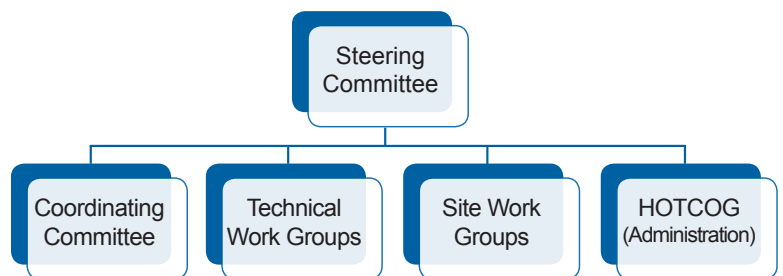 Steering
Committee
Coordinating
Committee
Technical
Work Groups
Site Work
Groups
HOTCOG
(Administration)